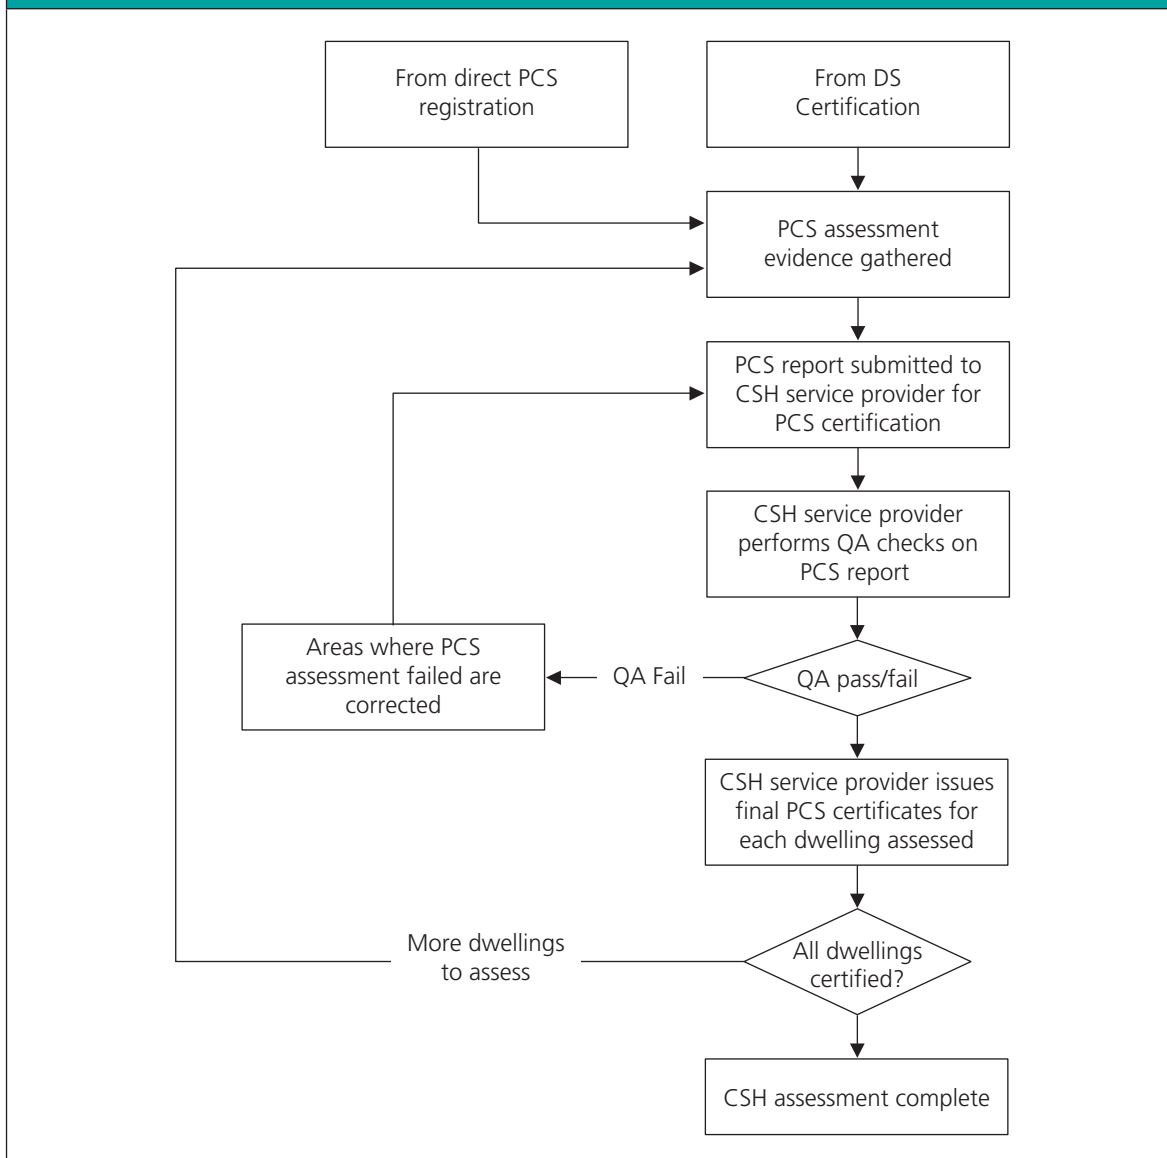 From direct PCS
registration
From DS
Certification
PCS assessment
evidence gathered
PCS report submitted to
CSH service provider for
PCS certification
CSH service provider
performs QA checks on
PCS report
Areas where PCS
assessment failed are
corrected
QA Fail
QA pass/fail
CSH service provider issues
final PCS certificates for
each dwelling assessed
More dwellings
to assess
All dwellings
certified?
CSH assessment complete